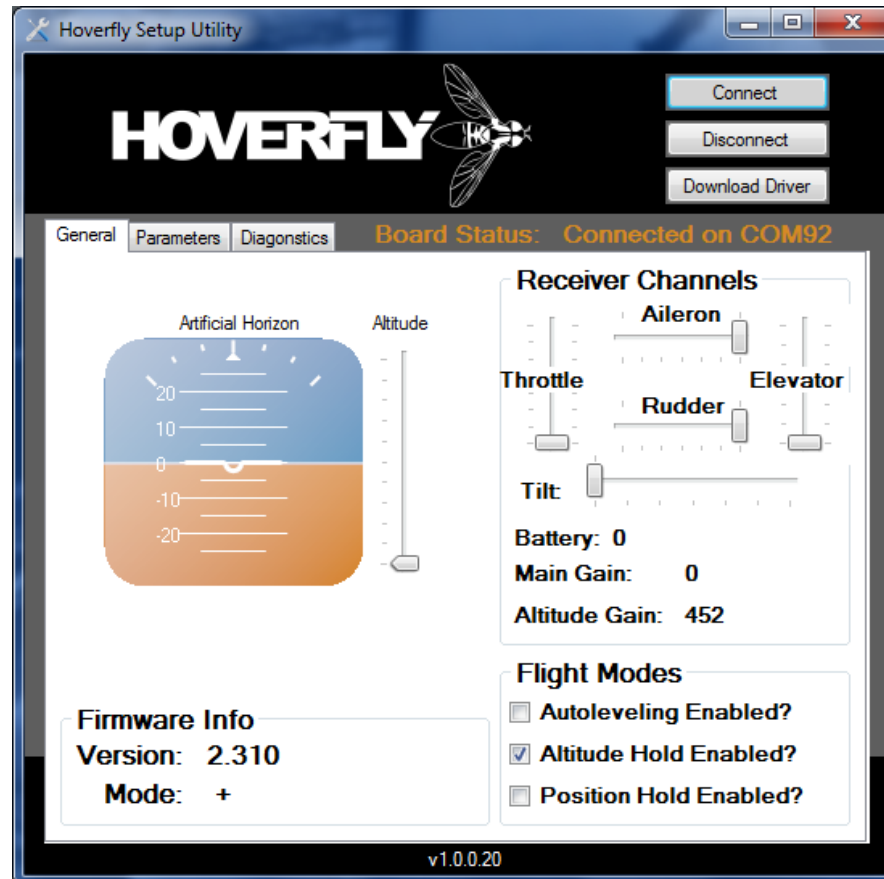 Hoverfly Setup Utility
HOVERFLY
Connect
Disconnect
Download Driver
General Parameters Diagonstics Board Status: Connected on COM92
Artificial Horizon Altitude
20
10
0
-10
-20
Receiver Channels
Aileron
Throttle Elevator
Rudder
Tilt:
Battery: 0
Main Gain: 0
Altitude Gain: 452
Flight Modes
Autoleveling Enabled?
Altitude Hold Enabled?
Position Hold Enabled?
Firmware Info
Version: 2.310
Mode: +
v1.0.0.20